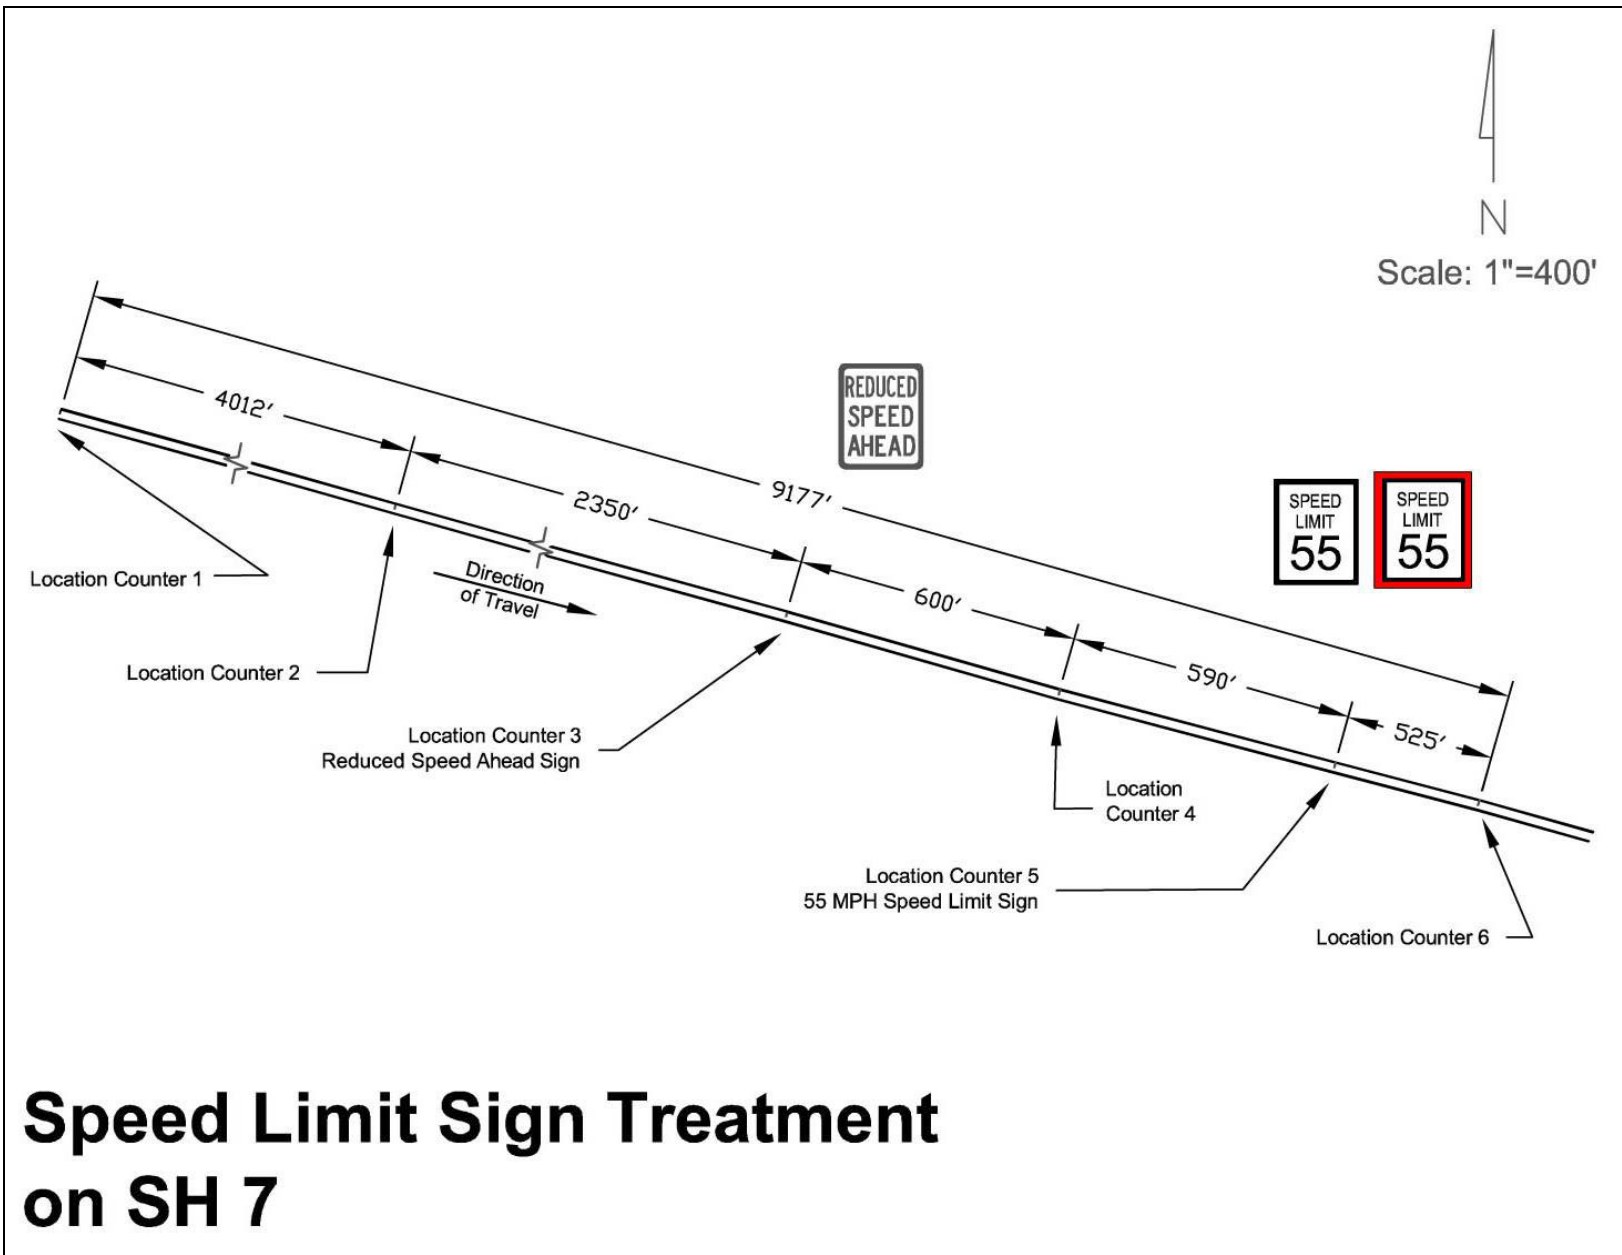 N
Scale: 1"=400'
4012'
REDUCED
SPEED
AHEAD
2350'
9177'
SPEED
LIMIT
55
SPEED
LIMIT
55
Location Counter 1
Direction
of Travel
600'
Location Counter 2
590'
Location Counter 3
Reduced Speed Ahead Sign
525'
Location
Counter 4
Location Counter 5
55 MPH Speed Limit Sign
Location Counter 6
Speed Limit Sign Treatment
on SH 7